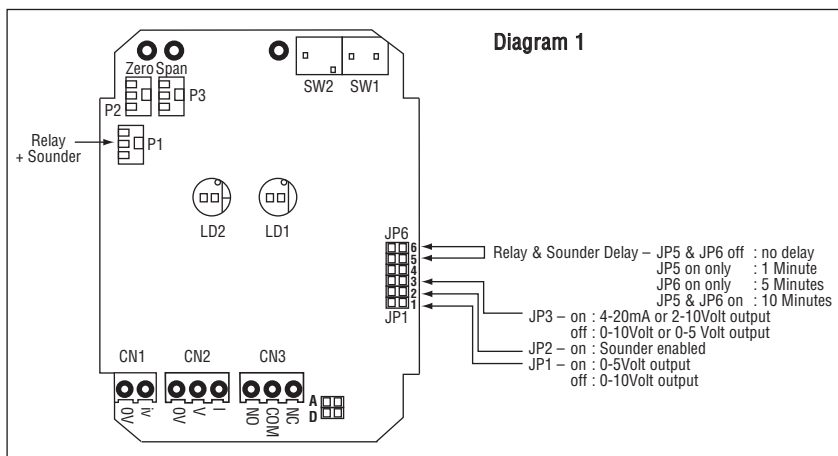 Diagram 1
Zero Span
P2
P3
SW2 SW1
Relay
+ Sounder
P1
LD2 LD1
JP6
6
5
4
3
2
1
JP1
Relay & Sounder Delay – JP5 & JP6 off : no delay
JP5 on only : 1 Minute
JP6 on only : 5 Minutes
JP5 & JP6 on : 10 Minutes
JP3 – on : 4-20mA or 2-10Volt output
off : 0-10Volt or 0-5 Volt output
JP2 – on : Sounder enabled
JP1 – on : 0-5Volt output
off : 0-10Volt output
CN1 CN2 CN3
0V iv 0V V I NO COM NC
A
D